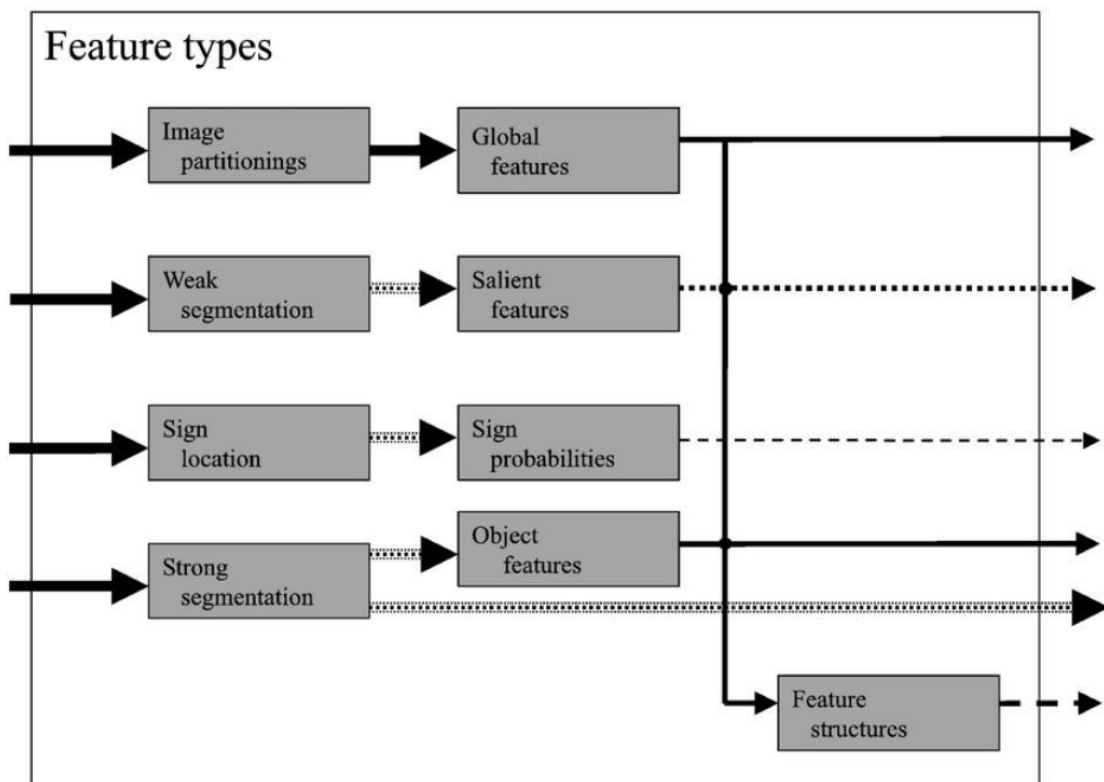 Feature types
Image
partitionings
Global
features
Weak
segmentation
Salient
features
Sign
location
Sign
probabilities
Strong
segmentation
Object
features
Feature
structures